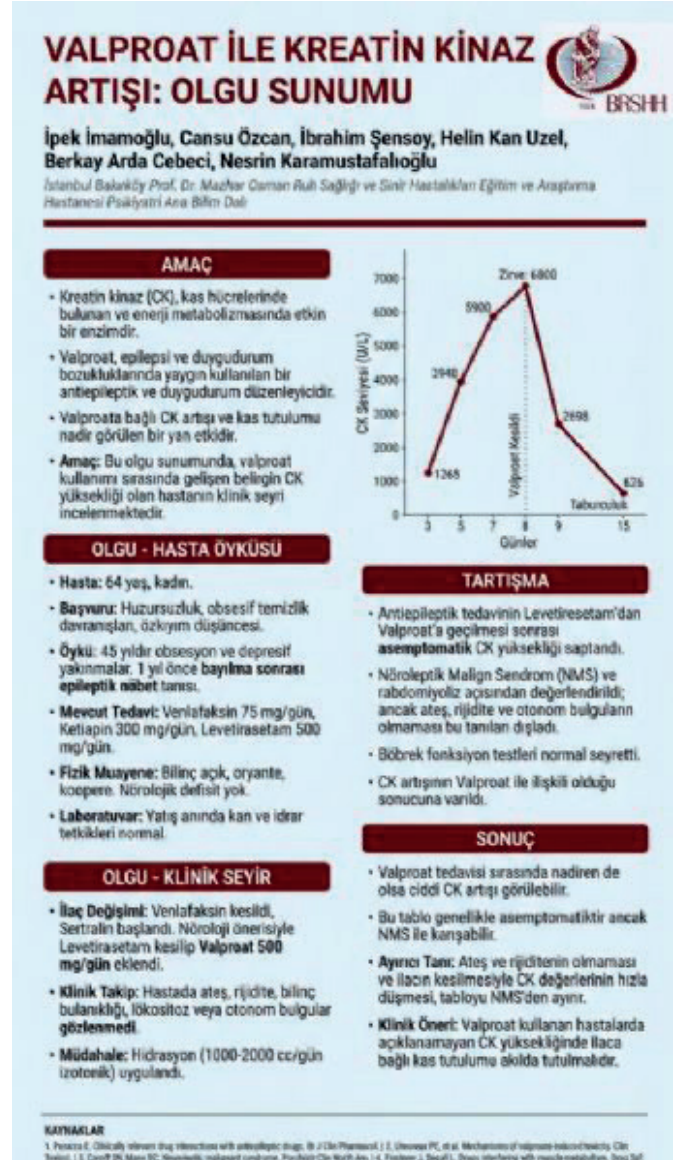 VALPROAT İLE KREATİN KİNAZ
ARTIŞI: OLGU SUNUMU
BRSHH
İpek İmamoğlu, Cansu Özcan, İbrahim Şensoy, Helin Kan Uzel,
Berkay Arda Cebeci, Nesrin Karamustafalıoğlu
İstanbul Bakırköy Prof. Dr. Mazhar Osman Ruh Sağlığı ve Sinir Hastalıkları Eğitim ve Araştırma
Hastanesi Psikiyatri Ana Bilim Dalı
AMAÇ
• Kreatin kinaz (CK), kas hücrelerinde
bulunan ve enerji metabolizmasında etkin
bir enzimdir.
• Valproat, epilepsi ve duygudurum
bozukluklarında yaygın kullanılan bir
antiepileptik ve duygudurum düzenleyicidir.
• Valproata bağlı CK artışı ve kas tutulumu
nadir görülen bir yan etkidir.
• Amaç: Bu olgu sunumunda, valproat
kullanımı sırasında gelişen belirgin CK
yüksekliği olan hastanın klinik seyri
incelenmektedir.
OLGU - HASTA ÖYKÜSÜ
• Hasta: 64 yaş, kadın.
• Başvuru: Huzursuzluk, obsesif temizlik
davranışları, özkıyım düşüncesi.
• Öykü: 45 yıldır obsesyon ve depresif
yakınmalar. 1 yıl önce bayılma sonrası
epileptik nöbet tanısı.
• Mevcut Tedavi: Venlafaksin 75 mg/gün,
Ketiapin 300 mg/gün, Levetirasetam 500
mg/gün.
• Fizik Muayene: Bilinç açık, oryante,
koopere. Nörolojik defisit yok.
• Laboratuvar: Yatış anında kan ve idrar
tetkikleri normal.
OLGU - KLİNİK SEYİR
• İlaç Değişimi: Venlafaksin kesildi,
Sertralin başlandı. Nöroloji önerisiyle
Levetirasetam kesilip Valproat 500
mg/gün eklendi.
• Klinik Takip: Hastada ateş, rijidite, bilinç
bulanıklığı, lökositoz veya otonom bulgular
gözlenmedi.
• Müdahale: Hidrasyon (1000-2000 cc/gün
izotonik) uygulandı.
CK Seviyesi (U/L)
7000
6000
5000
4000
3000
2000
1000
0
1265
3940
5900
Zirve: 6800
2698
626
Valproat Kesildi
Taburculuk
3 5 7 8 9 15
Günler
TARTIŞMA
• Antiepileptik tedavinin Levetiresetam'dan
Valproat'a geçilmesi sonrası
asemptomatik CK yüksekliği saptandı.
• Nöroleptik Malign Sendrom (NMS) ve
rabdomiyoliz açısından değerlendirildi;
ancak ateş, rijidite ve otonom bulguların
olmaması bu tanıları dışladı.
• Böbrek fonksiyon testleri normal seyretti.
• CK artışının Valproat ile ilişkili olduğu
sonucuna varıldı.
SONUÇ
• Valproat tedavisi sırasında nadiren de
olsa ciddi CK artışı görülebilir.
• Bu tablo genellikle asemptomatiktir ancak
NMS ile karışabilir.
• Ayırıcı Tanı: Ateş ve rijiditenin olmaması
ve ilacın kesilmesiyle CK değerlerinin hızla
düşmesi, tabloyu NMS'den ayırır.
• Klinik Öneri: Valproat kullanan hastalarda
açıklanamayan CK yüksekliğinde ilaca
bağlı kas tutulumu akılda tutulmalıdır.
KAYNAKLAR
1. Perucca E. Clinically relevant drug interactions with antiepileptic drugs. Br J Clin Pharmacol.